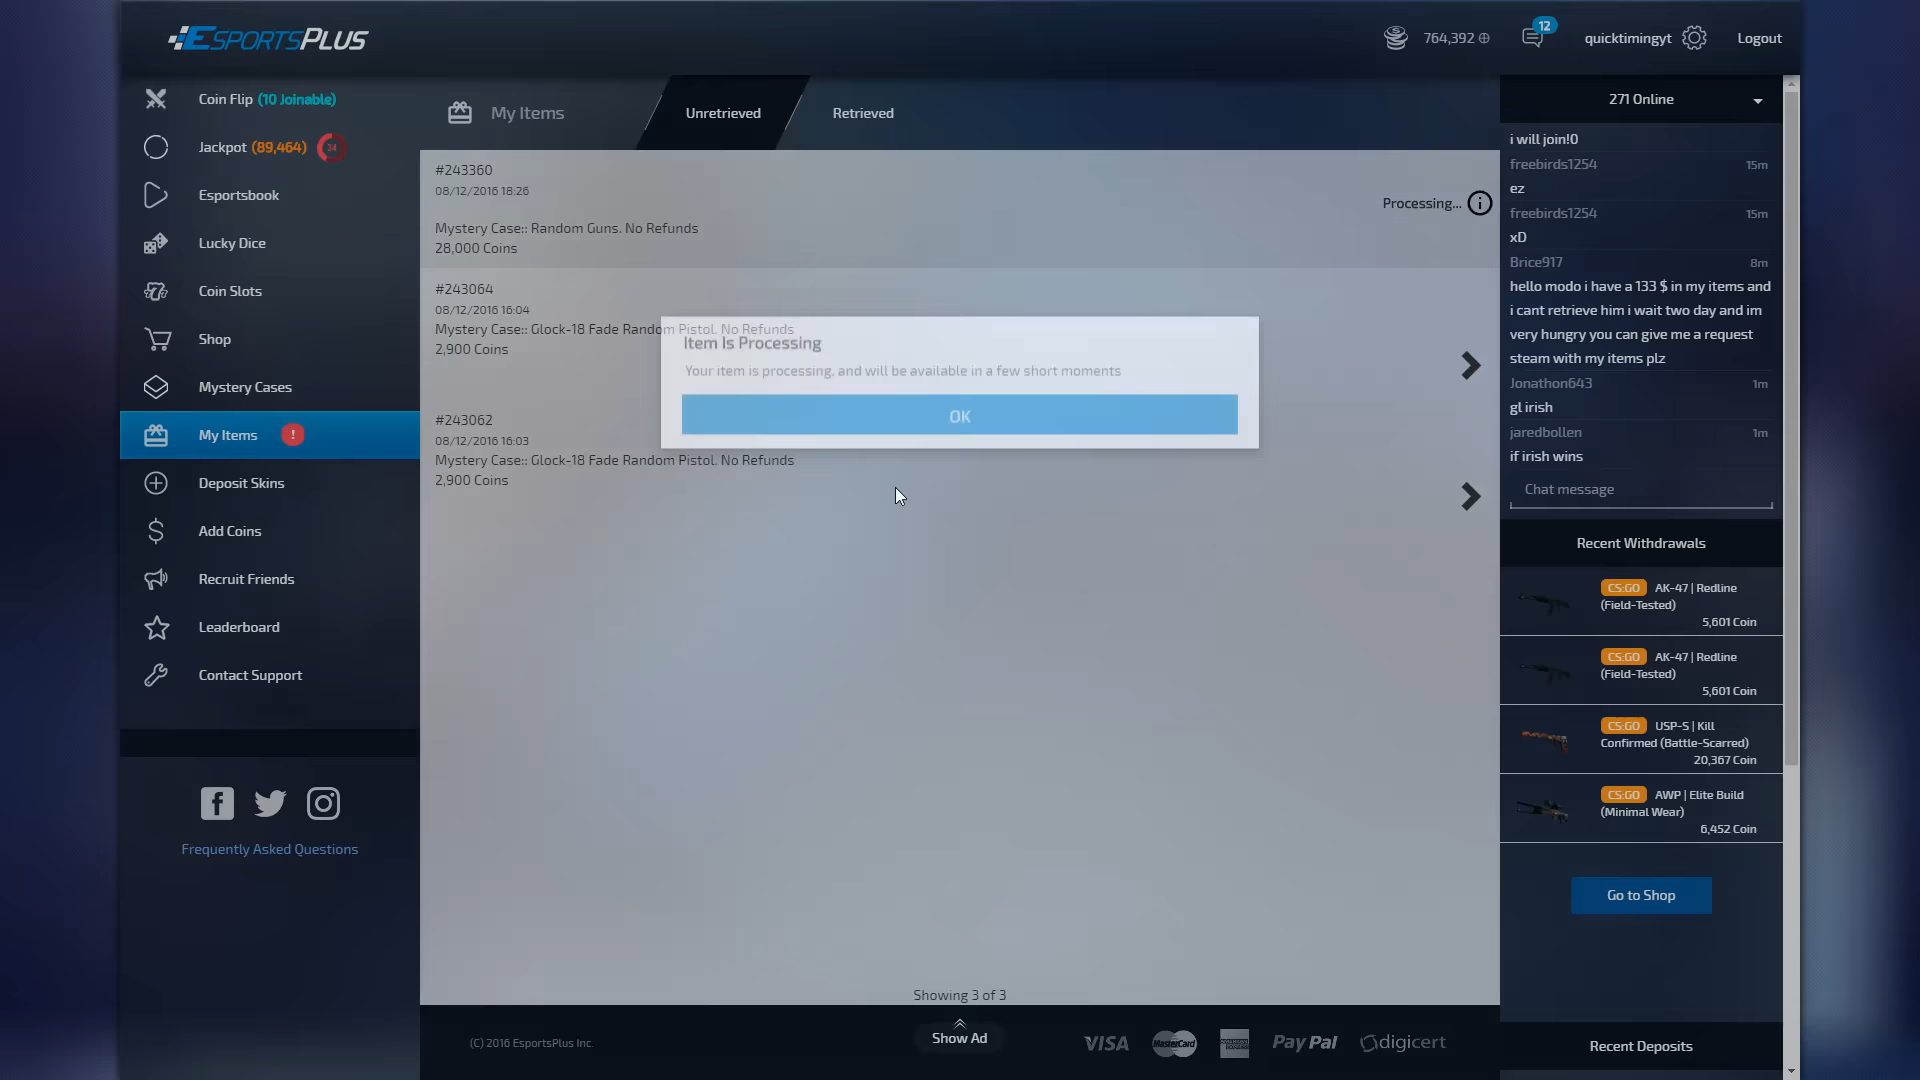 ESPORTSPLUS
764,392
12
quicktimingyt
Logout
Coin Flip (10 Joinable)
Jackpot (89,464) 34
Esportsbook
Lucky Dice
Coin Slots
Shop
Mystery Cases
My Items !
Deposit Skins
Add Coins
Recruit Friends
Leaderboard
Contact Support
Frequently Asked Questions
My Items
Unretrieved
Retrieved
#243360
08/12/2016 18:26
Mystery Case:: Random Guns. No Refunds
28,000 Coins
Processing...
#243064
08/12/2016 16:04
Mystery Case:: Glock-18 Fade Random Pistol. No Refunds
2,900 Coins
Item Is Processing
Your item is processing, and will be available in a few short moments
OK
#243062
08/12/2016 16:03
Mystery Case:: Glock-18 Fade Random Pistol. No Refunds
2,900 Coins
Showing 3 of 3
(C) 2016 EsportsPlus Inc.
Show Ad
VISA
MasterCard
PayPal
digicert
271 Online
i will join!0
freebirds1254 15m
ez
freebirds1254 15m
xD
Brice917 8m
hello modo i have a 133 $ in my items and
i cant retrieve him i wait two day and im
very hungry you can give me a request
steam with my items plz
Jonathon643 1m
gl irish
jaredbollen 1m
if irish wins
Chat message
Recent Withdrawals
CS:GO AK-47 | Redline
(Field-Tested)
5,601 Coin
CS:GO AK-47 | Redline
(Field-Tested)
5,601 Coin
CS:GO USP-S | Kill
Confirmed (Battle-Scarred)
20,367 Coin
CS:GO AWP | Elite Build
(Minimal Wear)
6,452 Coin
Go to Shop
Recent Deposits